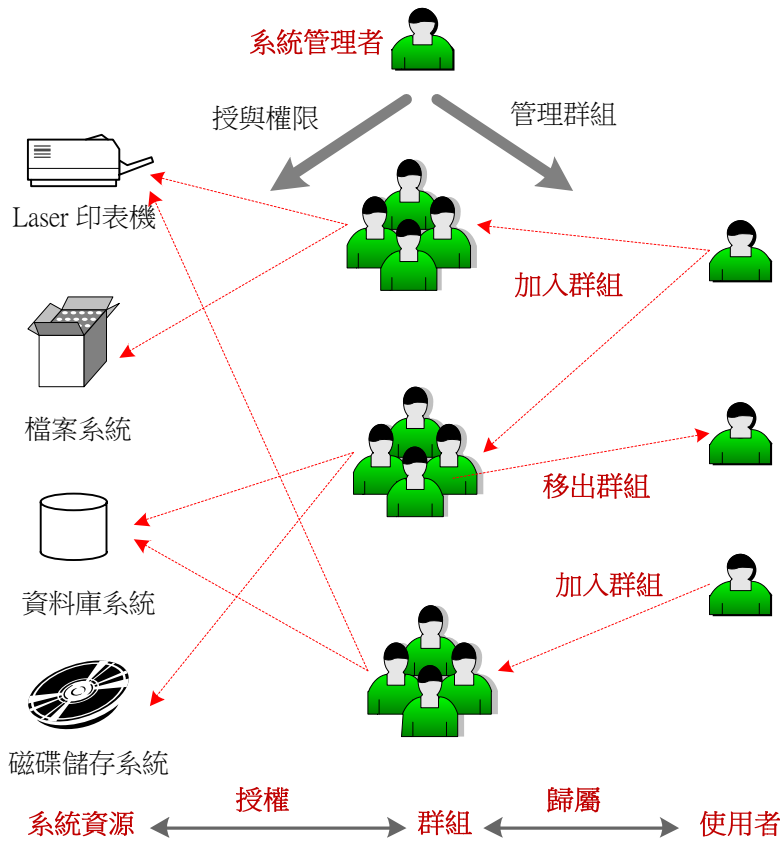 系統管理者
授與權限
管理群組
Laser 印表機
加入群組
檔案系統
移出群組
加入群組
資料庫系統
磁碟儲存系統
授權
歸屬
系統資源
群組
使用者